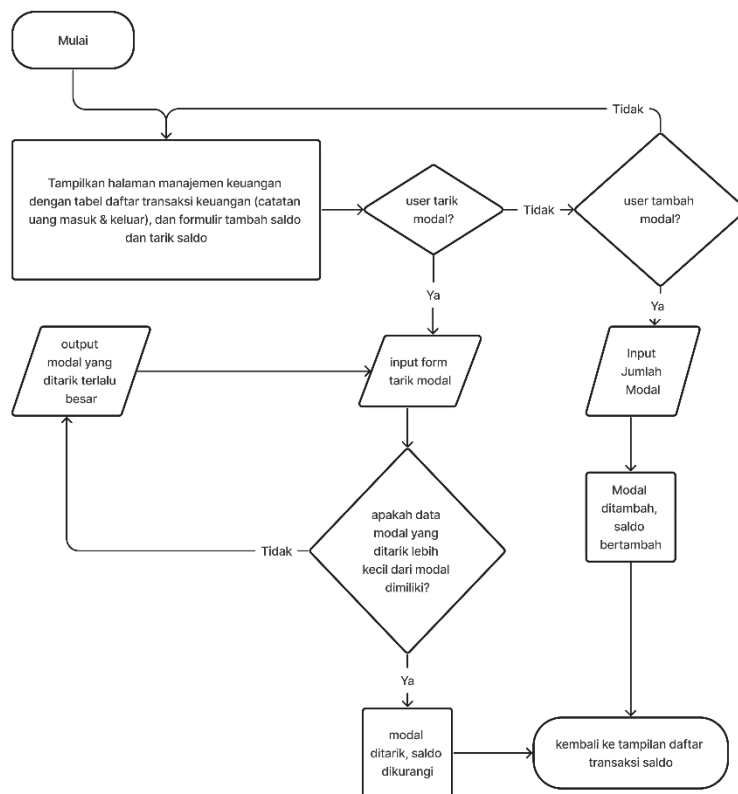 Mulai
Tidak
Tampilkan halaman manajemen keuangan
dengan tabel daftar transaksi keuangan (catatan
uang masuk & keluar), dan formulir tambah saldo
dan tarik saldo
user tarik
modal?
Tidak
user tambah
modal?
Ya
Ya
output
modal yang
ditarik terlalu
besar
input form
tarik modal
Input
Jumlah
Modal
apakah data
modal yang
ditarik lebih
kecil dari modal
dimiliki?
Tidak
Modal
ditambah,
saldo
bertambah
Ya
modal
ditarik, saldo
dikurangi
kembali ke tampilan daftar
transaksi saldo